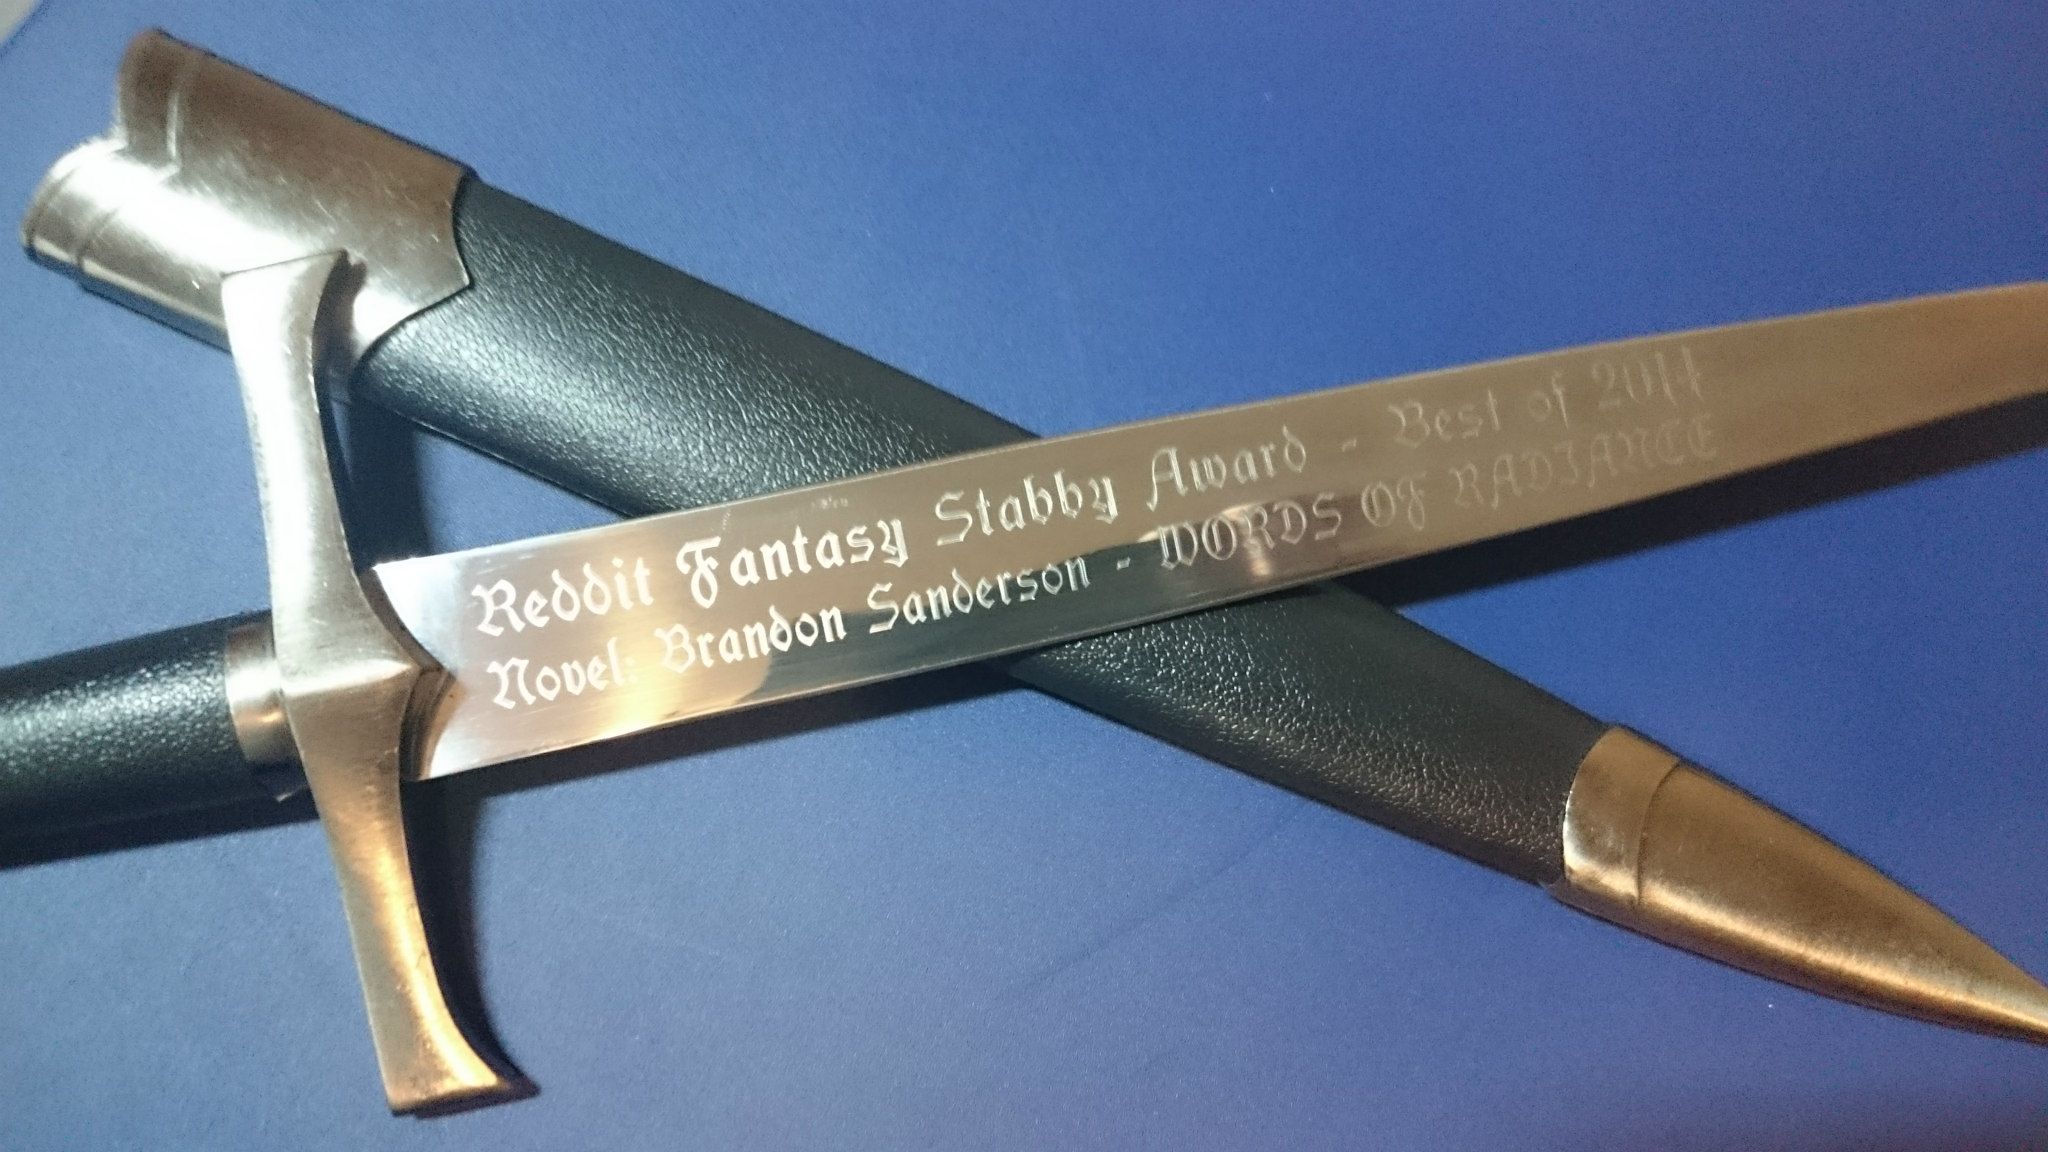 Reddit Fantasy Stabby Award - Best of 2014
Novel: Brandon Sanderson - WORDS OF RADIANCE